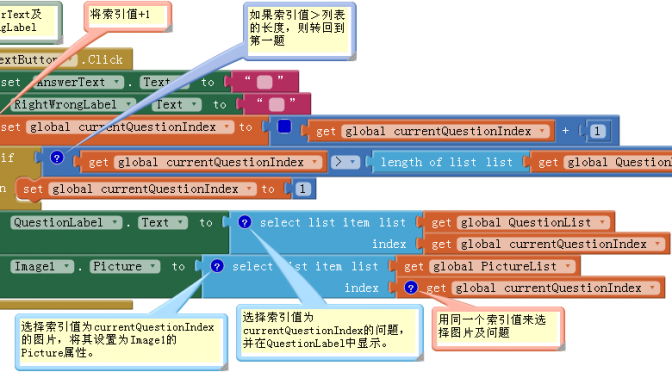 erText及
ngLabel
将索引值+1
如果索引值＞列表
的长度，则转回到
第一题
extButton .Click
set AnswerText . Text to “ ”
RightWrongLabel . Text to “ ”
set global currentQuestionIndex to get global currentQuestionIndex + 1
if get global currentQuestionIndex > length of list list get global Question
n set global currentQuestionIndex to 1
QuestionLabel . Text to select list item list get global QuestionList
index get global currentQuestionIndex
Image1 . Picture to select list item list get global PictureList
index get global currentQuestionIndex
选择索引值为currentQuestionIndex
的图片，将其设置为Image1的
Picture属性。
选择索引值为
currentQuestionIndex的问题，
并在QuestionLabel中显示。
用同一个索引值来选
择图片及问题